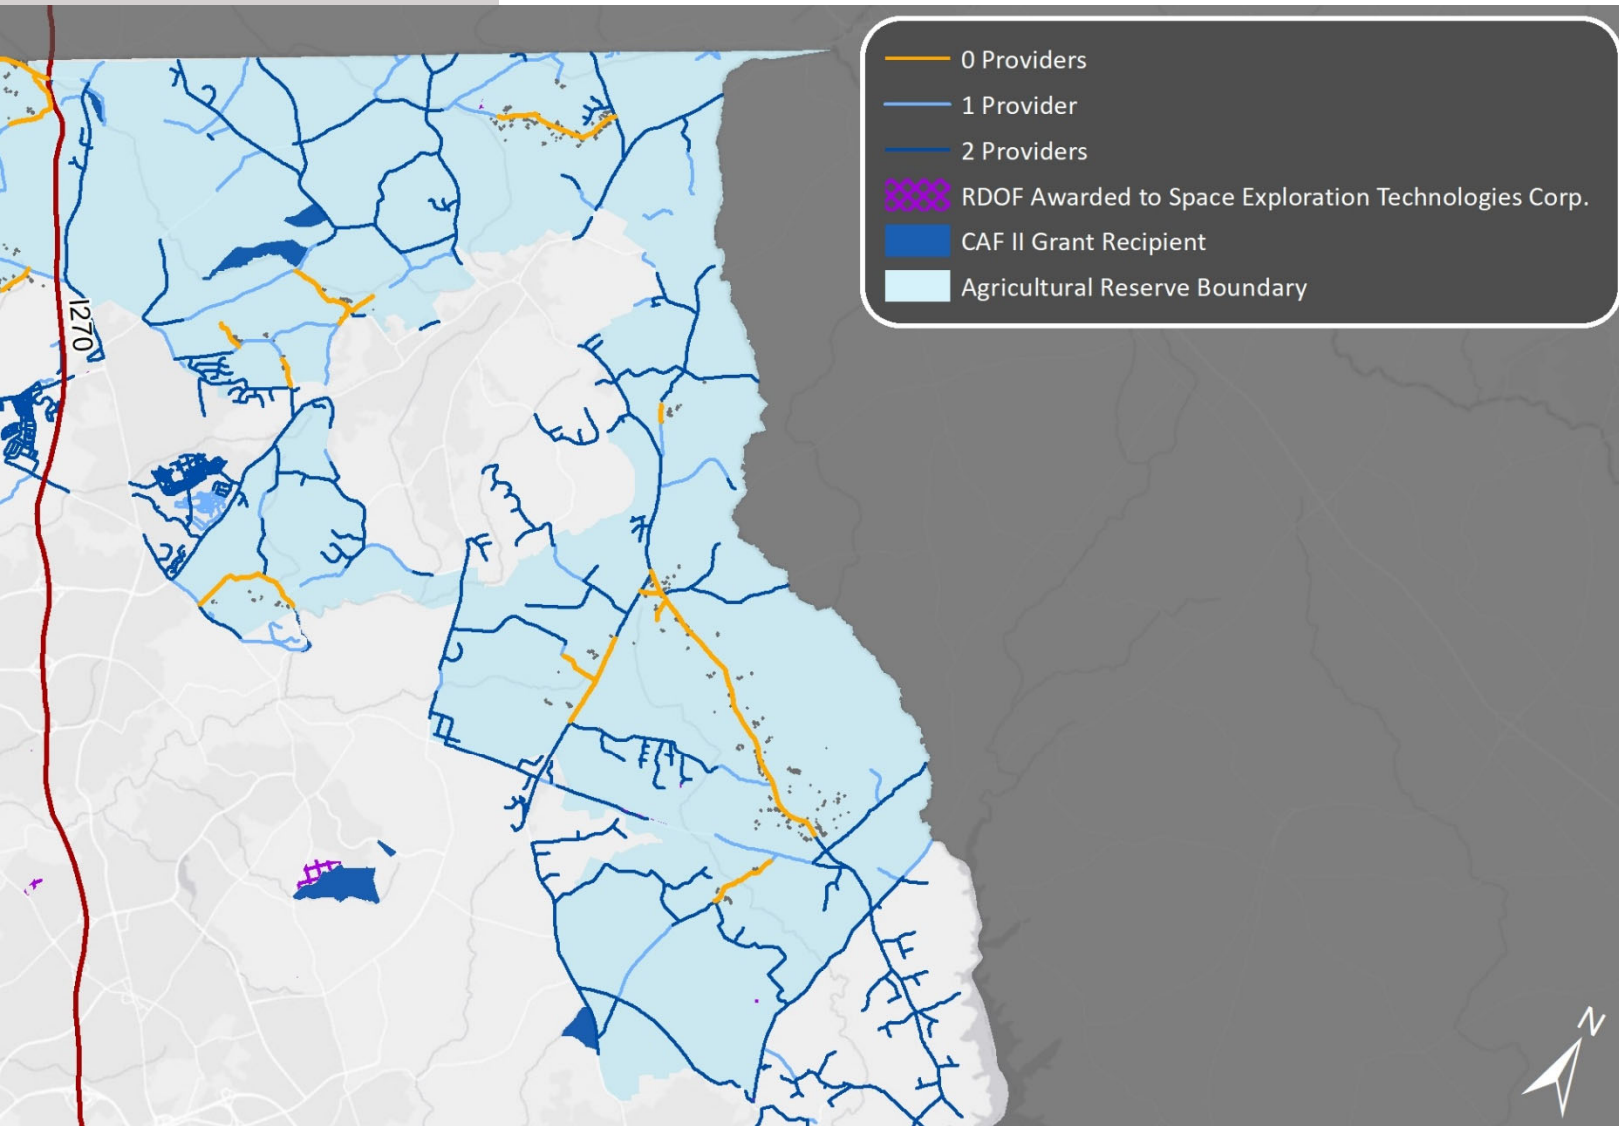 0 Providers
1 Provider
2 Providers
RDOF Awarded to Space Exploration Technologies Corp.
CAF II Grant Recipient
Agricultural Reserve Boundary
I270
N